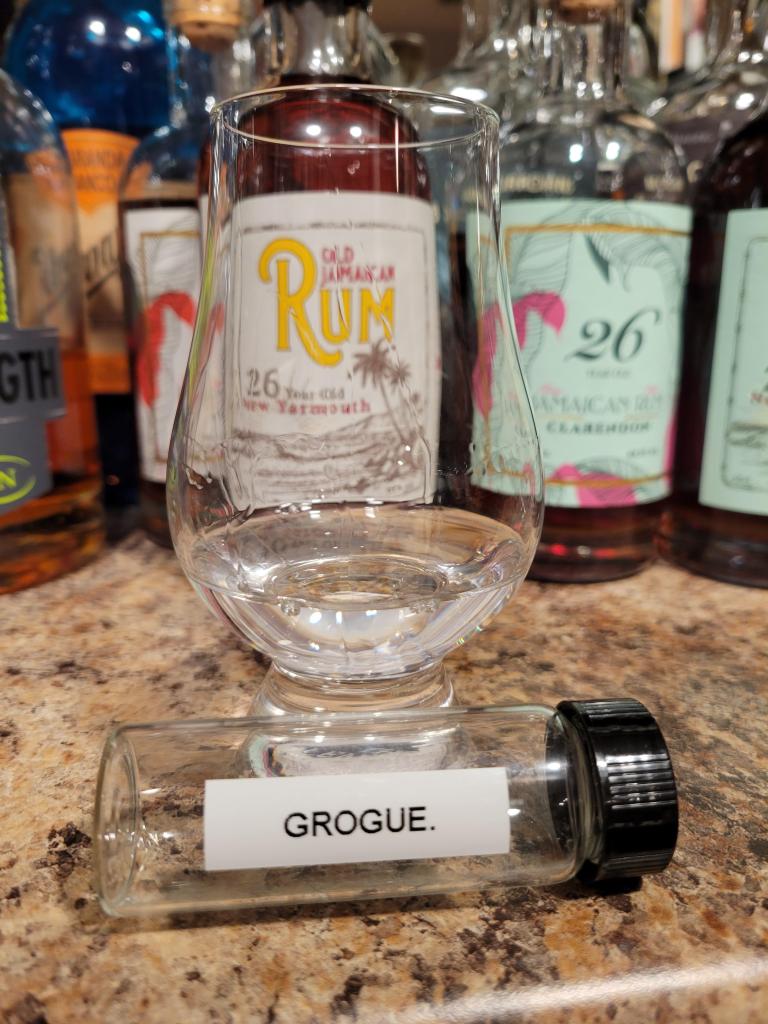 OLD
JAMAICAN
RUM
26 Year Old
New Yarmouth
26
JAMAICAN RUM
CLARENDON
GTH
GROGUE.